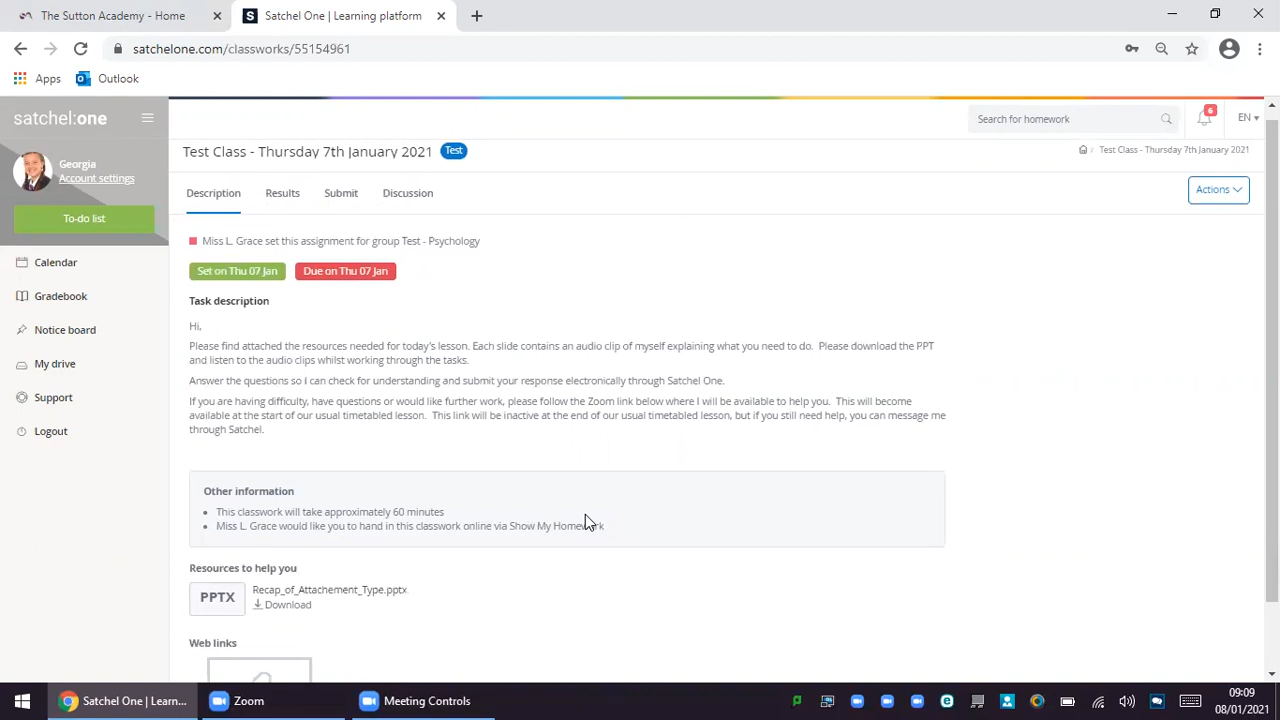 The Sutton Academy - Home
Satchel One | Learning platform
satchelone.com/classworks/55154961
Apps
Outlook
satchel:one
Search for homework
6
EN
Georgia
Account settings
To-do list
Calendar
Gradebook
Notice board
My drive
Support
Logout
Test Class - Thursday 7th January 2021
Test
/ Test Class - Thursday 7th January 2021
Description
Results
Submit
Discussion
Actions
Miss L. Grace set this assignment for group Test - Psychology
Set on Thu 07 Jan
Due on Thu 07 Jan
Task description
Hi,
Please find attached the resources needed for today's lesson. Each slide contains an audio clip of myself explaining what you need to do. Please download the PPT
and listen to the audio clips whilst working through the tasks.
Answer the questions so I can check for understanding and submit your response electronically through Satchel One.
If you are having difficulty, have questions or would like further work, please follow the Zoom link below where I will be available to help you. This will become
available at the start of our usual timetabled lesson. This link will be inactive at the end of our usual timetabled lesson, but if you still need help, you can message me
through Satchel.
Other information
This classwork will take approximately 60 minutes
Miss L. Grace would like you to hand in this classwork online via Show My Homework
Resources to help you
PPTX
Recap_of_Attachement_Type.pptx
Download
Web links
Satchel One | Learn...
Zoom
Meeting Controls
09:09
08/01/2021